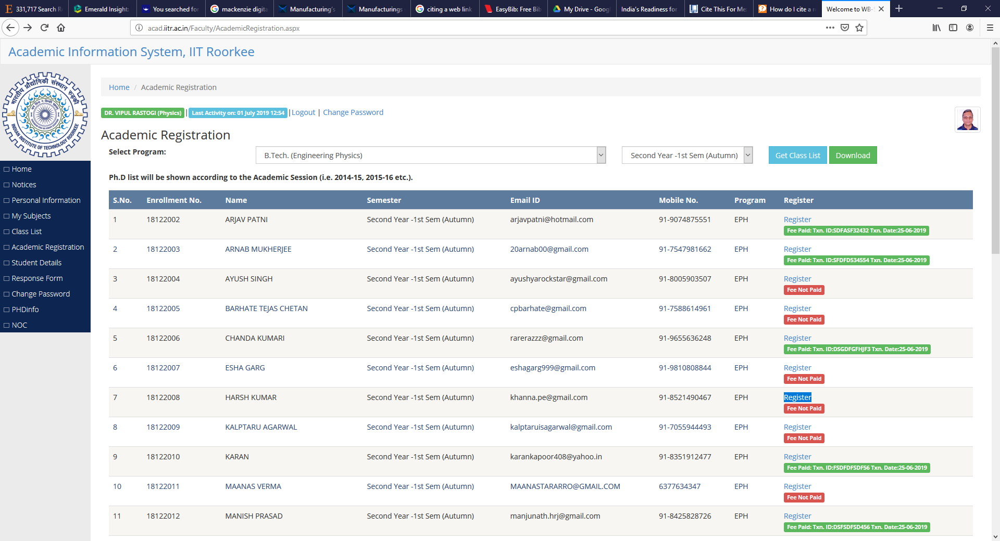 331,717 Search R
Emerald Insight:
You searched for
mackenzie digita
Manufacturing's
Manufacturings
citing a web link
EasyBib: Free Bib
My Drive - Goog
India's Readiness for
Cite This For Me
How do I cite a r
Welcome to WB-S
acad.iitr.ac.in/Faculty/AcademicRegistration.aspx
Academic Information System, IIT Roorkee
भारतीय प्रौद्योगिकी संस्थान रुड़की
INDIAN INSTITUTE OF TECHNOLOGY ROORKEE
Home
Notices
Personal Information
My Subjects
Class List
Academic Registration
Student Details
Response Form
Change Password
PHDinfo
NOC
Home / Academic Registration
DR. VIPUL RASTOGI (Physics) | Last Activity on: 01 July 2019 12:54 | Logout | Change Password
Academic Registration
Select Program: B.Tech. (Engineering Physics) Second Year -1st Sem (Autumn) Get Class List Download
Ph.D list will be shown according to the Academic Session (i.e. 2014-15, 2015-16 etc.).
S.No. Enrollment No. Name Semester Email ID Mobile No. Program Register
1 18122002 ARJAV PATNI Second Year -1st Sem (Autumn) arjavpatni@hotmail.com 91-9074875551 EPH Register
Fee Paid: Txn. ID:SDFASF32432 Txn. Date:25-06-2019
2 18122003 ARNAB MUKHERJEE Second Year -1st Sem (Autumn) 20arnab00@gmail.com 91-7547981662 EPH Register
Fee Paid: Txn. ID:SFDFD534554 Txn. Date:25-06-2019
3 18122004 AYUSH SINGH Second Year -1st Sem (Autumn) ayushyarockstar@gmail.com 91-8005903507 EPH Register
Fee Not Paid
4 18122005 BARHATE TEJAS CHETAN Second Year -1st Sem (Autumn) cpbarhate@gmail.com 91-7588614961 EPH Register
Fee Not Paid
5 18122006 CHANDA KUMARI Second Year -1st Sem (Autumn) rarerazzz@gmail.com 91-9655636248 EPH Register
Fee Paid: Txn. ID:DSGDFGFHJF3 Txn. Date:25-06-2019
6 18122007 ESHA GARG Second Year -1st Sem (Autumn) eshagarg999@gmail.com 91-9810808844 EPH Register
Fee Not Paid
7 18122008 HARSH KUMAR Second Year -1st Sem (Autumn) khanna.pe@gmail.com 91-8521490467 EPH Register
Fee Not Paid
8 18122009 KALPTARU AGARWAL Second Year -1st Sem (Autumn) kalptaruisagarwal@gmail.com 91-7055944493 EPH Register
Fee Not Paid
9 18122010 KARAN Second Year -1st Sem (Autumn) karankapoor408@yahoo.in 91-8351912477 EPH Register
Fee Paid: Txn. ID:FSDFDFSDF56 Txn. Date:25-06-2019
10 18122011 MAANAS VERMA Second Year -1st Sem (Autumn) MAANASTARARRO@GMAIL.COM 6377634347 EPH Register
Fee Not Paid
11 18122012 MANISH PRASAD Second Year -1st Sem (Autumn) manjunath.hrj@gmail.com 91-8425828726 EPH Register
Fee Paid: Txn. ID:DSFSDFSD456 Txn. Date:25-06-2019